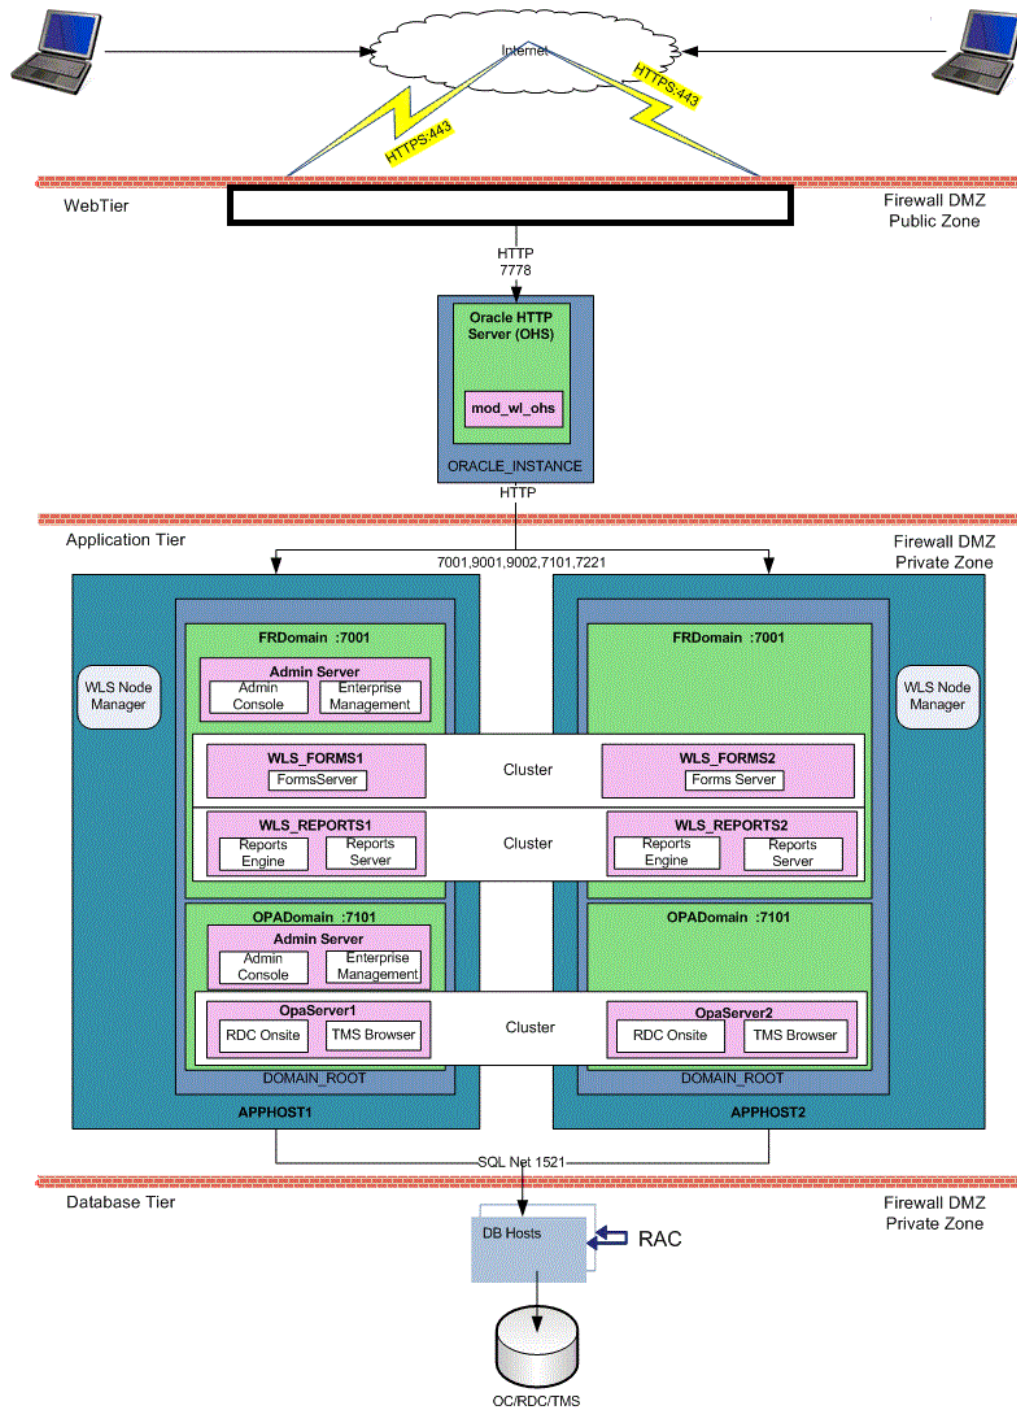 Internet
HTTPS:443
HTTPS:443
WebTier
Firewall DMZ
Public Zone
HTTP
7778
Oracle HTTP
Server (OHS)
mod_wl_ohs
ORACLE_INSTANCE
HTTP
Application Tier
Firewall DMZ
Private Zone
7001,9001,9002,7101,7221
FRDomain :7001
FRDomain :7001
Admin Server
Admin
Console
Enterprise
Management
WLS Node
Manager
WLS Node
Manager
WLS_FORMS1
FormsServer
Cluster
WLS_FORMS2
Forms Server
WLS_REPORTS1
Reports
Engine
Reports
Server
Cluster
WLS_REPORTS2
Reports
Engine
Reports
Server
OPADomain :7101
OPADomain :7101
Admin Server
Admin
Console
Enterprise
Management
OpaServer1
RDC Onsite
TMS Browser
Cluster
OpaServer2
RDC Onsite
TMS Browser
DOMAIN_ROOT
DOMAIN_ROOT
APPHOST1
APPHOST2
SQL Net 1521
Database Tier
Firewall DMZ
Private Zone
DB Hosts
RAC
OC/RDC/TMS